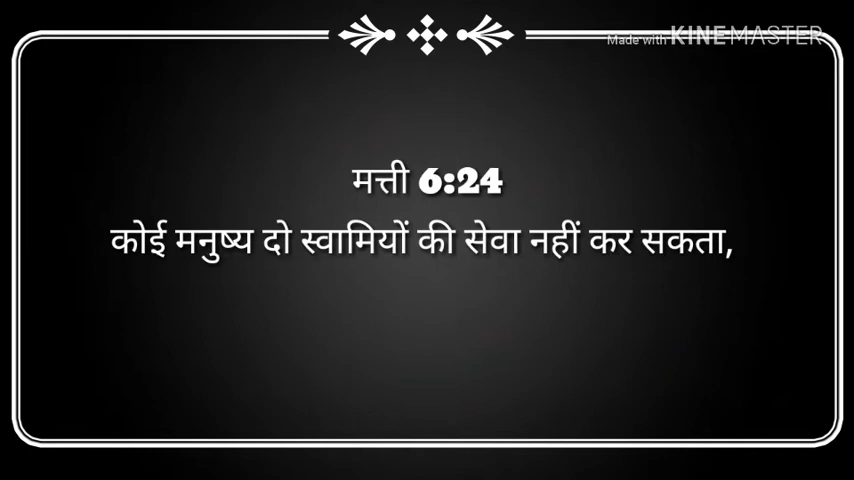 Made with KINEMASTER
मत्ती 6:24
कोई मनुष्य दो स्वामियों की सेवा नहीं कर सकता,